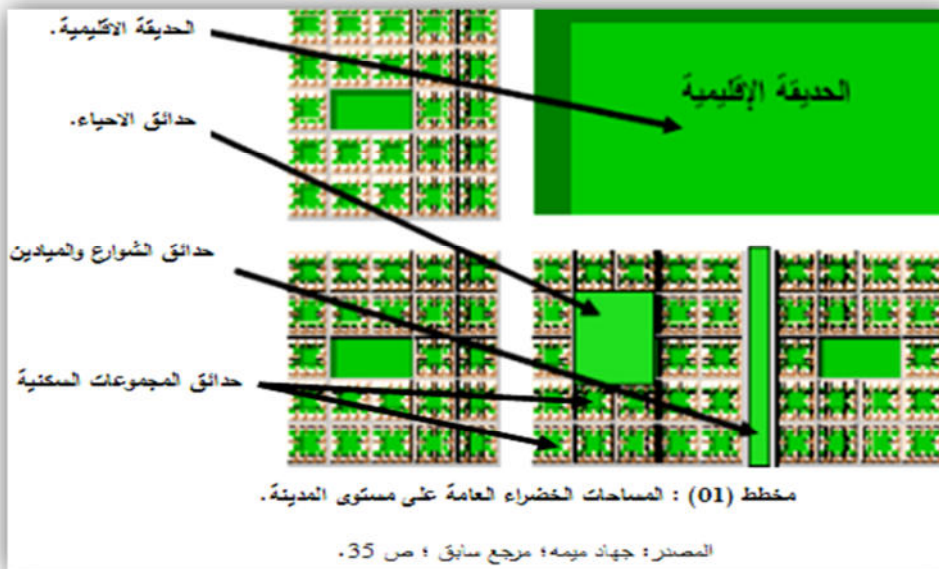 الحديقة الاقليمية.
الحديقة الإقليمية
حدائق الاحياء.
حدائق الشوارع والميادين
حدائق المجموعات السكنية
مخطط (01) : المساحات الخضراء العامة على مستوى المدينة.
المصدر: جهاد ميمه؛ مرجع سابق ؛ ص 35.